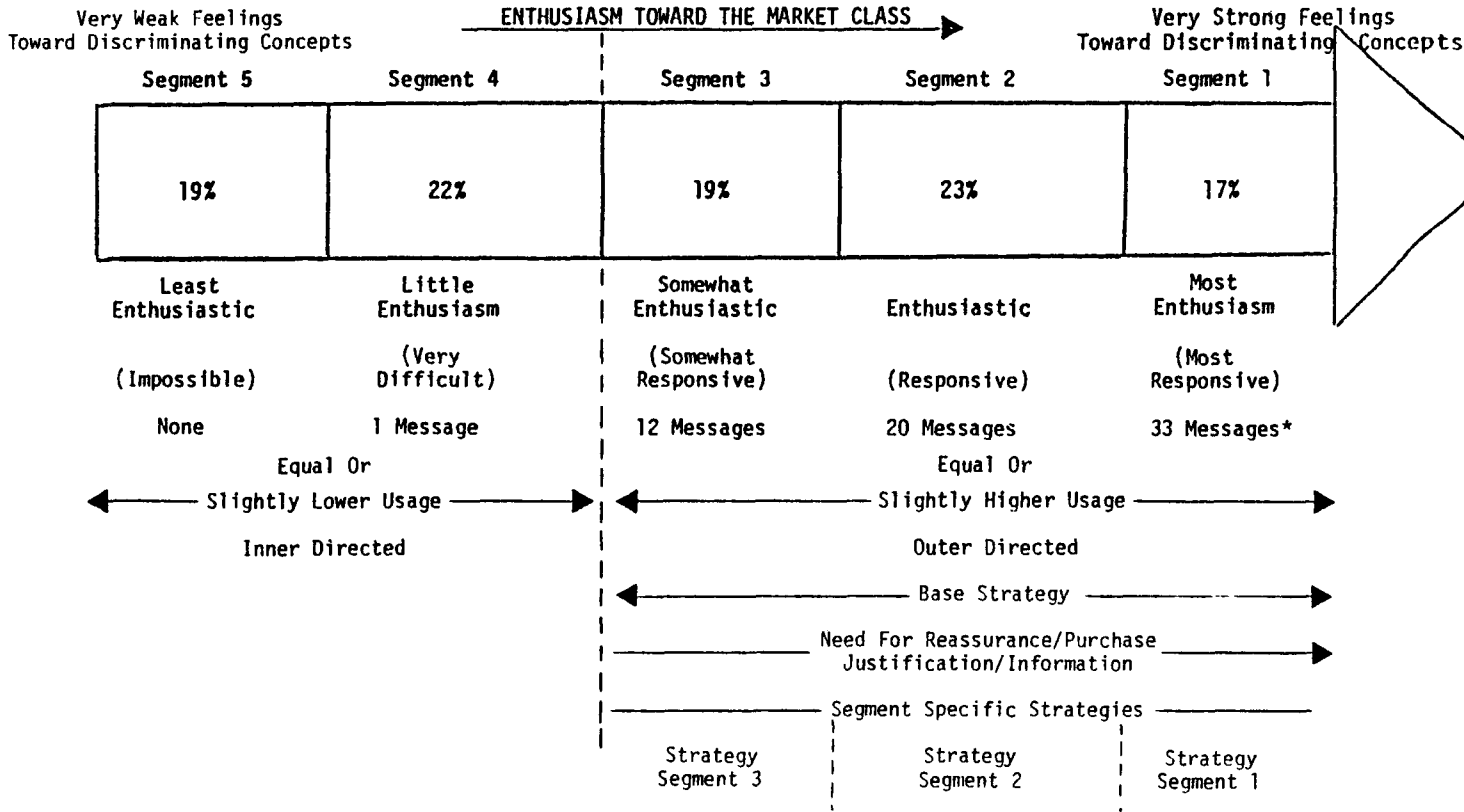 Very Weak Feelings
Toward Discriminating Concepts
ENTHUSIASM TOWARD THE MARKET CLASS
Very Strong Feelings
Toward Discriminating Concepts
Segment 5
Segment 4
Segment 3
Segment 2
Segment 1
19%
22%
19%
23%
17%
Least
Enthusiastic
Little
Enthusiasm
Somewhat
Enthusiastic
Enthusiastic
Most
Enthusiasm
(Impossible)
(Very
Difficult)
(Somewhat
Responsive)
(Responsive)
(Most
Responsive)
None
1 Message
12 Messages
20 Messages
33 Messages*
Equal Or
Slightly Lower Usage
Equal Or
Slightly Higher Usage
Inner Directed
Outer Directed
Base Strategy
Need For Reassurance/Purchase
Justification/Information
Segment Specific Strategies
Strategy
Segment 3
Strategy
Segment 2
Strategy
Segment 1